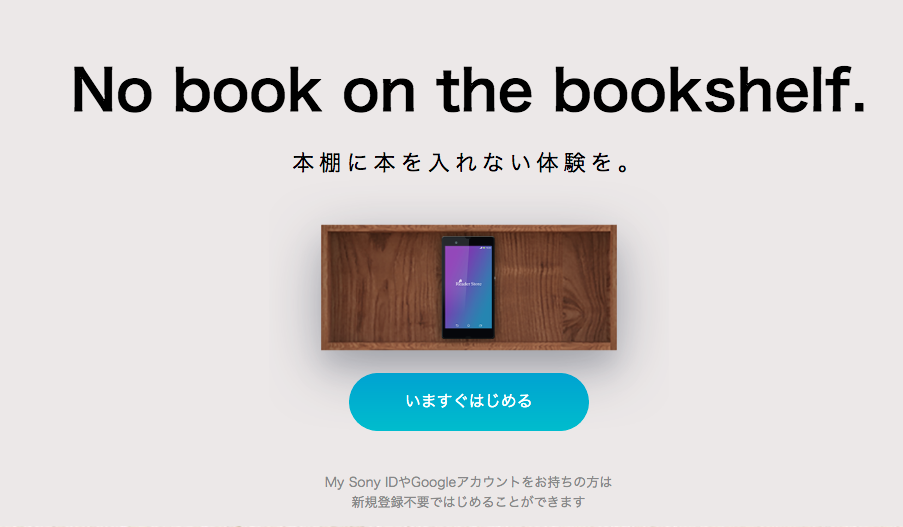 No book on the bookshelf.
本棚に本を入れない体験を。
Reader Store
いますぐはじめる
My Sony IDやGoogleアカウントをお持ちの方は
新規登録不要ではじめることができます